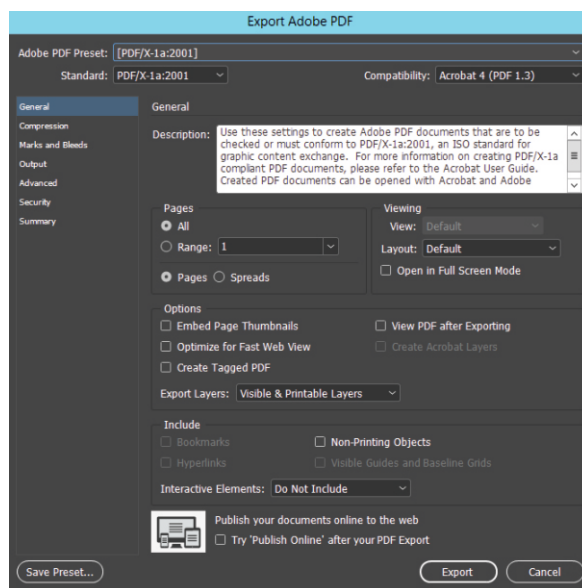 Export Adobe PDF
Adobe PDF Preset: [PDF/X-1a:2001]
Standard: PDF/X-1a:2001 Compatibility: Acrobat 4 (PDF 1.3)
General
Compression
Marks and Bleeds
Output
Advanced
Security
Summary
General
Description: Use these settings to create Adobe PDF documents that are to be
checked or must conform to PDF/X-1a:2001, an ISO standard for
graphic content exchange. For more information on creating PDF/X-1a
compliant PDF documents, please refer to the Acrobat User Guide.
Created PDF documents can be opened with Acrobat and Adobe
Pages
All
Range: 1
Pages Spreads
Viewing
View: Default
Layout: Default
Open in Full Screen Mode
Options
Embed Page Thumbnails View PDF after Exporting
Optimize for Fast Web View Create Acrobat Layers
Create Tagged PDF
Export Layers: Visible & Printable Layers
Include
Bookmarks Non-Printing Objects
Hyperlinks Visible Guides and Baseline Grids
Interactive Elements: Do Not Include
Publish your documents online to the web
Try 'Publish Online' after your PDF Export
Save Preset... Export Cancel